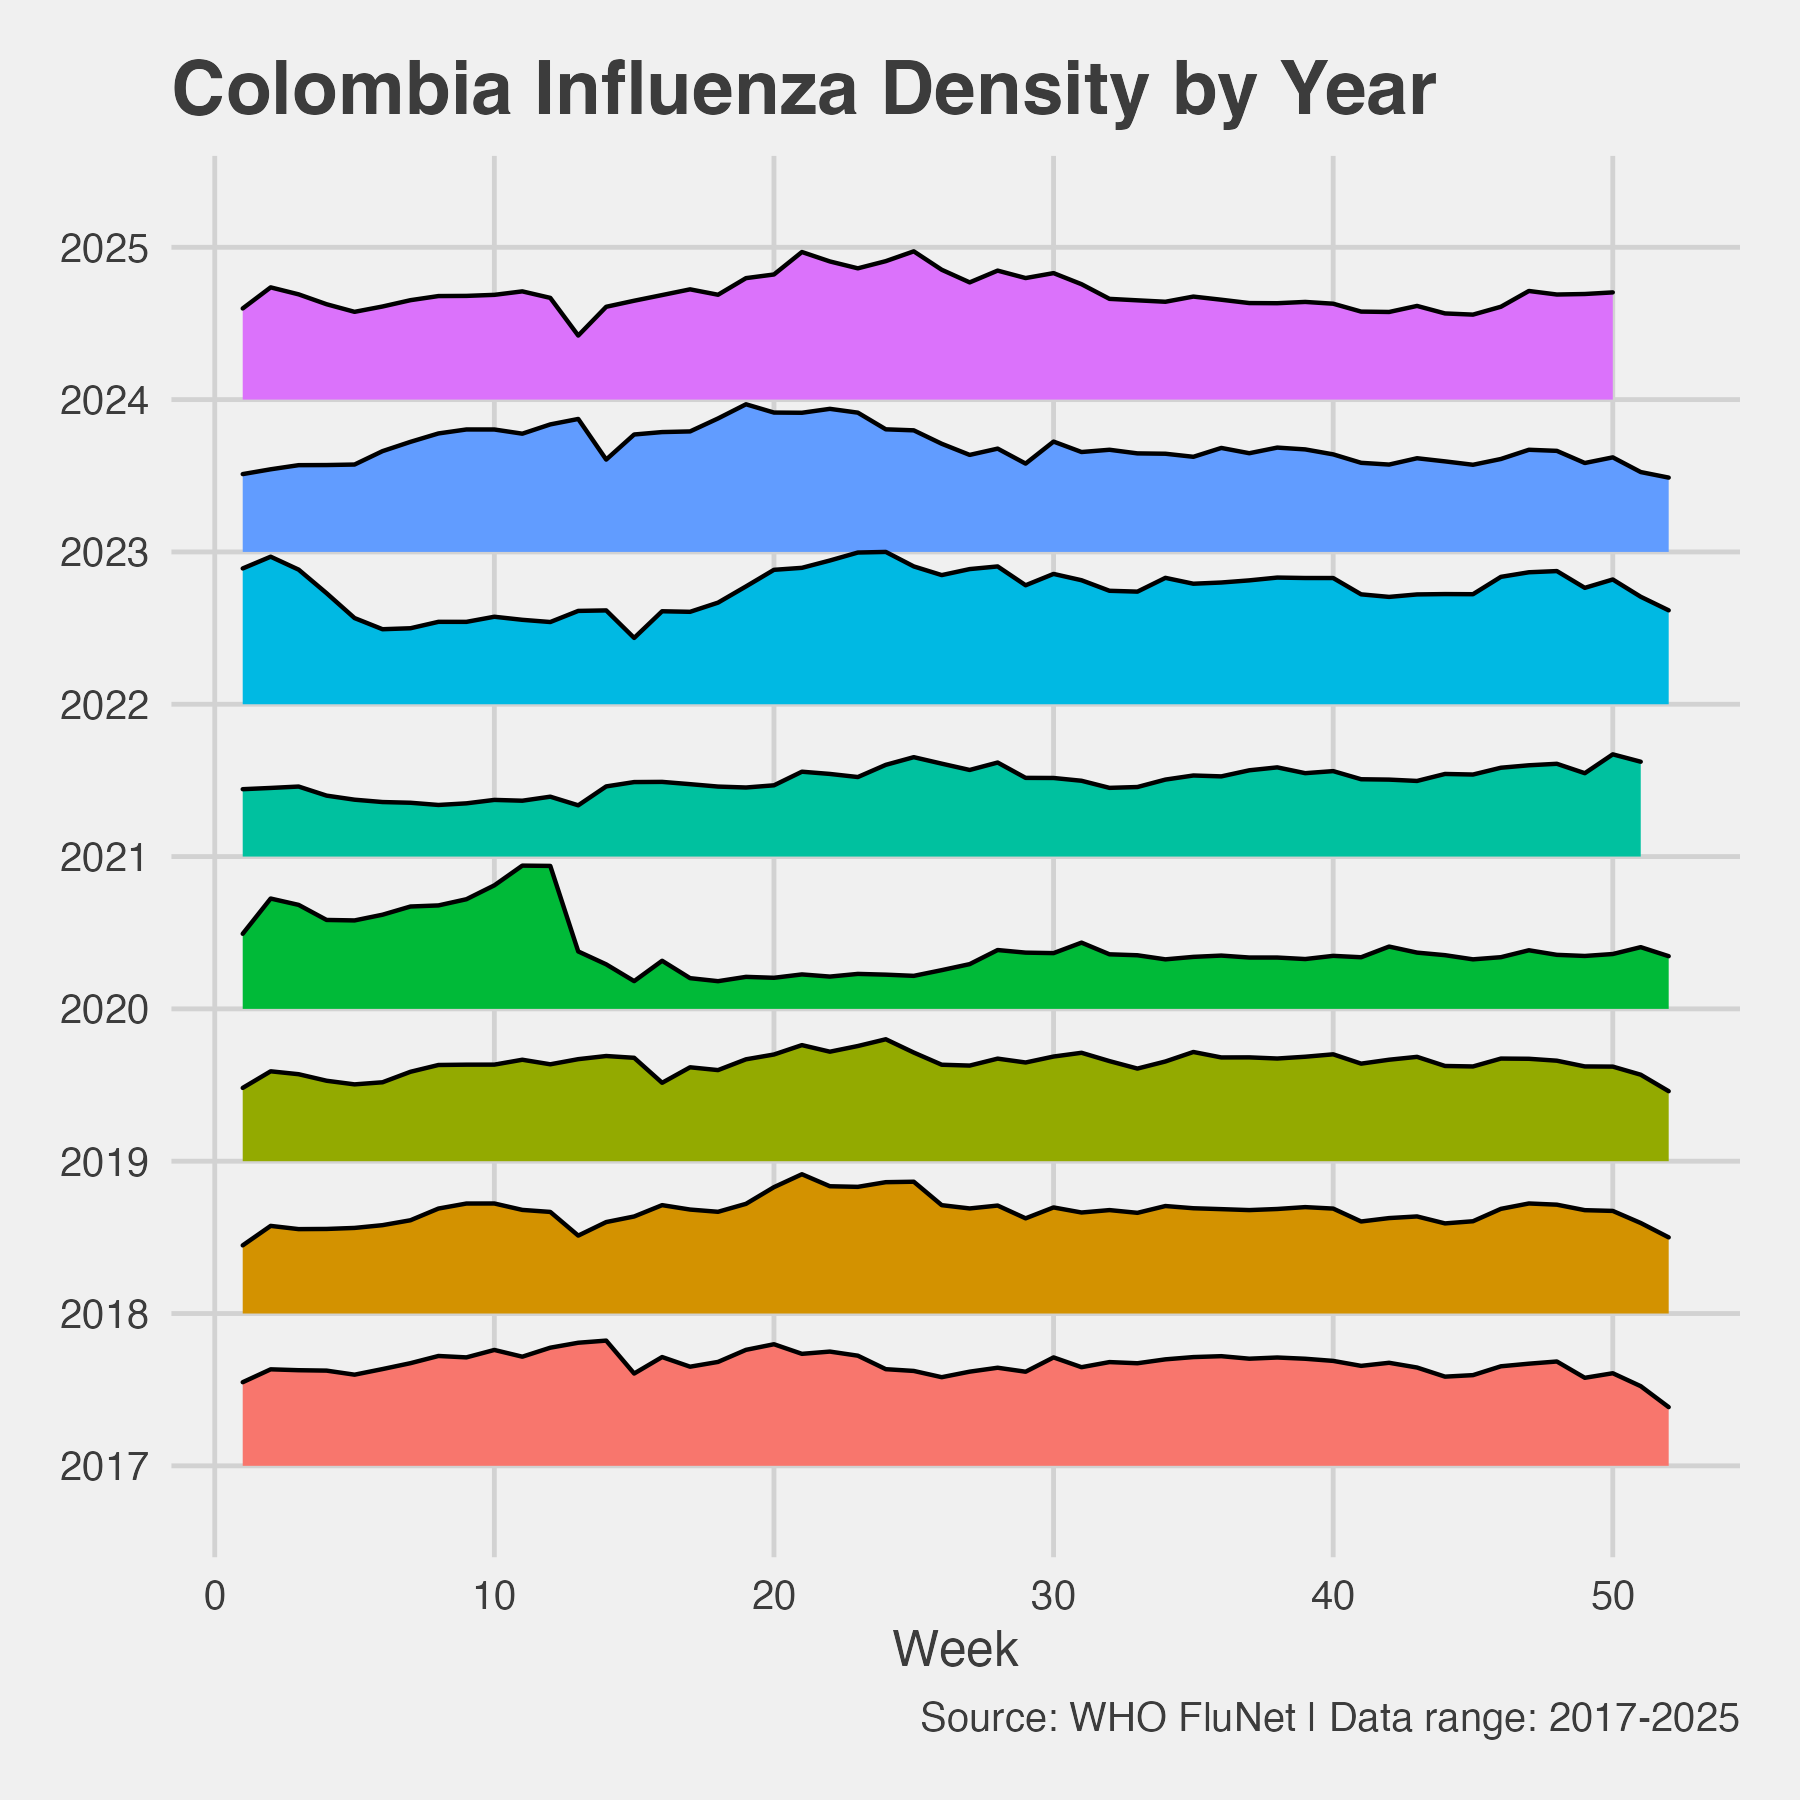 Colombia Influenza Density by Year
2025
2024
2023
2022
2021
2020
2019
2018
2017
0 10 20 30 40 50
Week
Source: WHO FluNet | Data range: 2017-2025